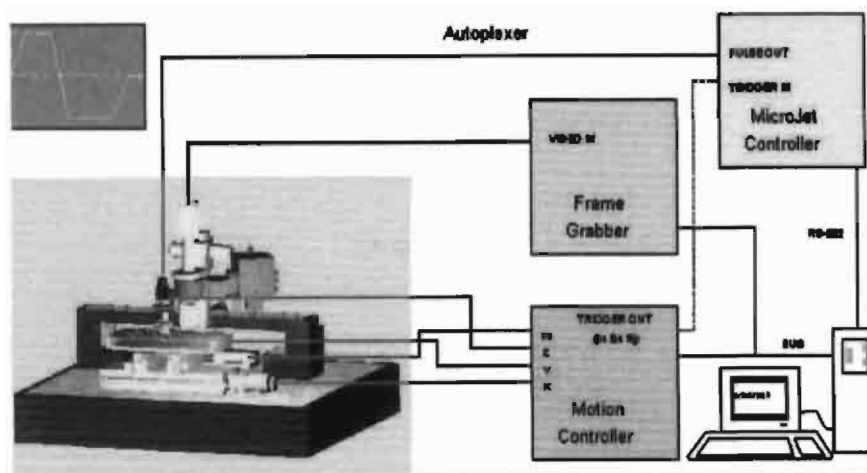 Autoplexer
PULSE OUT
TRIGGER IN
MicroJet
Controller
VIDEO IN
Frame
Grabber
RS-232
TRIGGER OUT
Z
Y
X
BUS
Motion
Controller